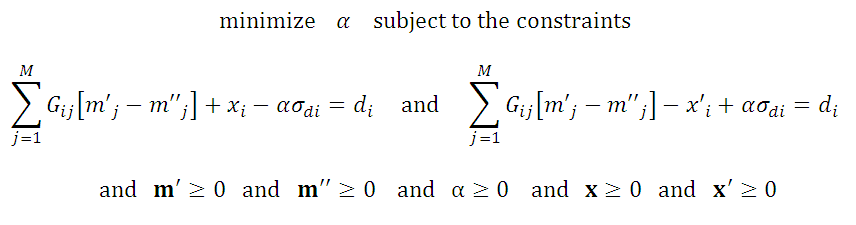 minimize α subject to the constraints
∑_{j=1}^{M} G_{ij}[m'_j − m''_j] + x_i − ασ_{di} = d_i and ∑_{j=1}^{M} G_{ij}[m'_j − m''_j] − x'_i + ασ_{di} = d_i
and m' ≥ 0 and m'' ≥ 0 and α ≥ 0 and x ≥ 0 and x' ≥ 0